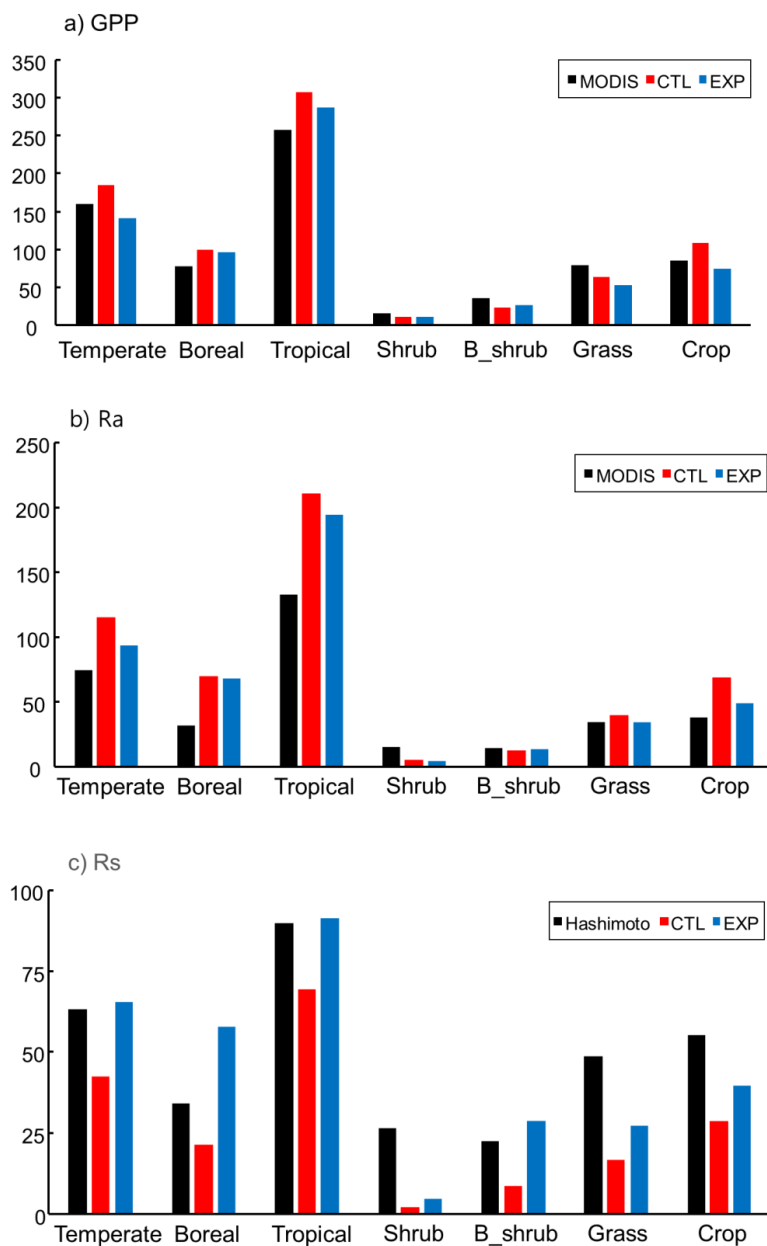 a) GPP
350
300
250
200
150
100
50
0
MODIS CTL EXP
Temperate Boreal Tropical Shrub B_shrub Grass Crop
b) Ra
250
200
150
100
50
0
MODIS CTL EXP
Temperate Boreal Tropical Shrub B_shrub Grass Crop
c) Rs
100
75
50
25
0
Hashimoto CTL EXP
Temperate Boreal Tropical Shrub B_shrub Grass Crop